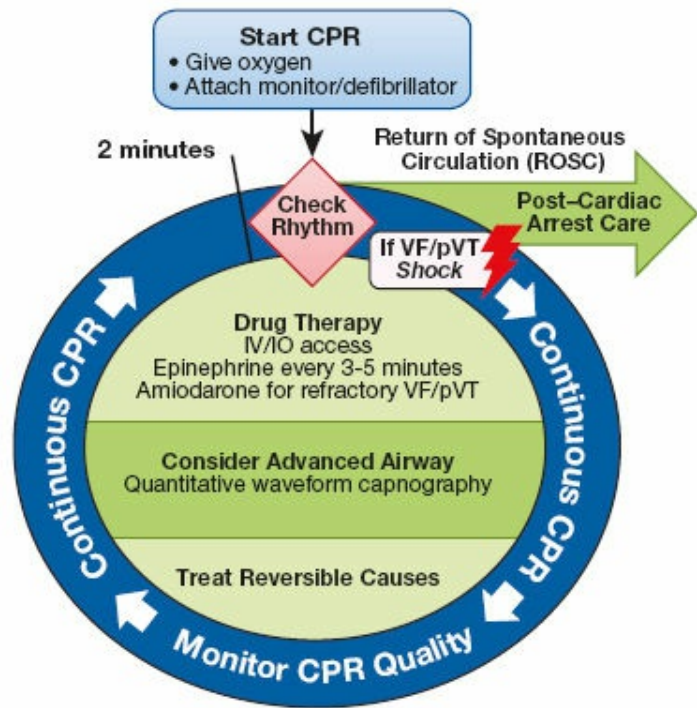 Start CPR
• Give oxygen
• Attach monitor/defibrillator
2 minutes
Return of Spontaneous
Circulation (ROSC)
Post–Cardiac
Arrest Care
Check
Rhythm
If VF/pVT
Shock
Drug Therapy
IV/IO access
Epinephrine every 3-5 minutes
Amiodarone for refractory VF/pVT
Consider Advanced Airway
Quantitative waveform capnography
Treat Reversible Causes
Continuous CPR
Continuous CPR
Monitor CPR Quality